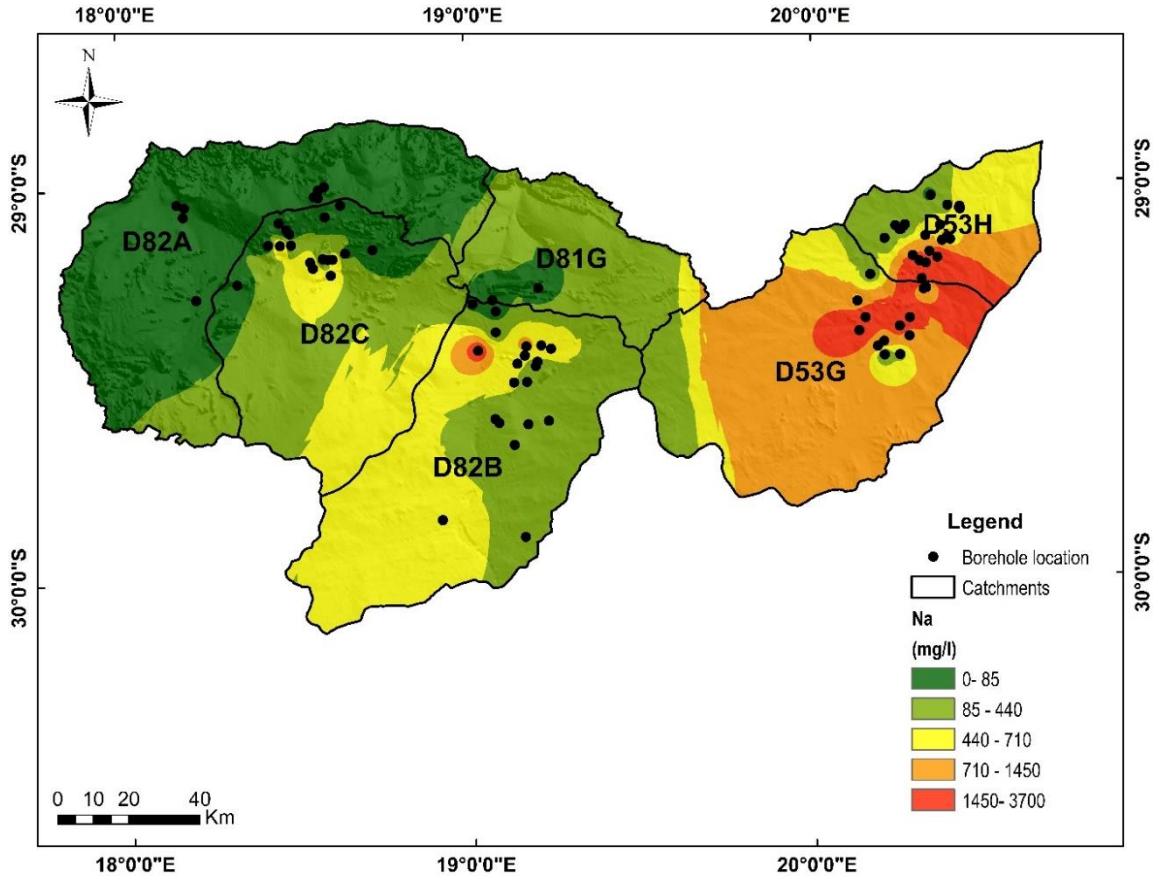 18°0'0"E 19°0'0"E 20°0'0"E
N
29°0'0"S 29°0'0"S
D82A
D53H
D81G
D82C
D53G
D82B
Legend
Borehole location
Catchments
Na
(mg/l)
0- 85
85 - 440
440 - 710
710 - 1450
1450- 3700
30°0'0"S 30°0'0"S
0 10 20 40
Km
18°0'0"E 19°0'0"E 20°0'0"E